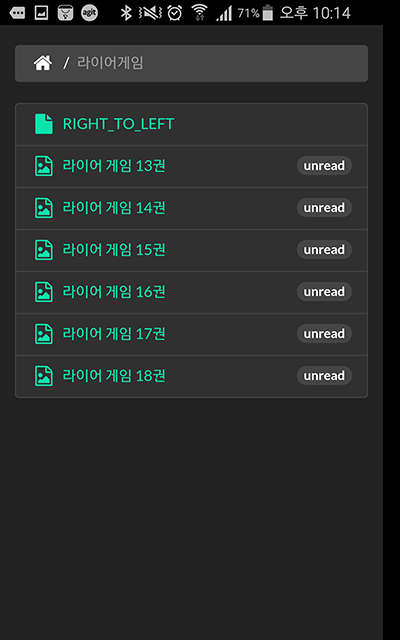 agit 71% 오후 10:14
/ 라이어게임
RIGHT_TO_LEFT
라이어 게임 13권 unread
라이어 게임 14권 unread
라이어 게임 15권 unread
라이어 게임 16권 unread
라이어 게임 17권 unread
라이어 게임 18권 unread